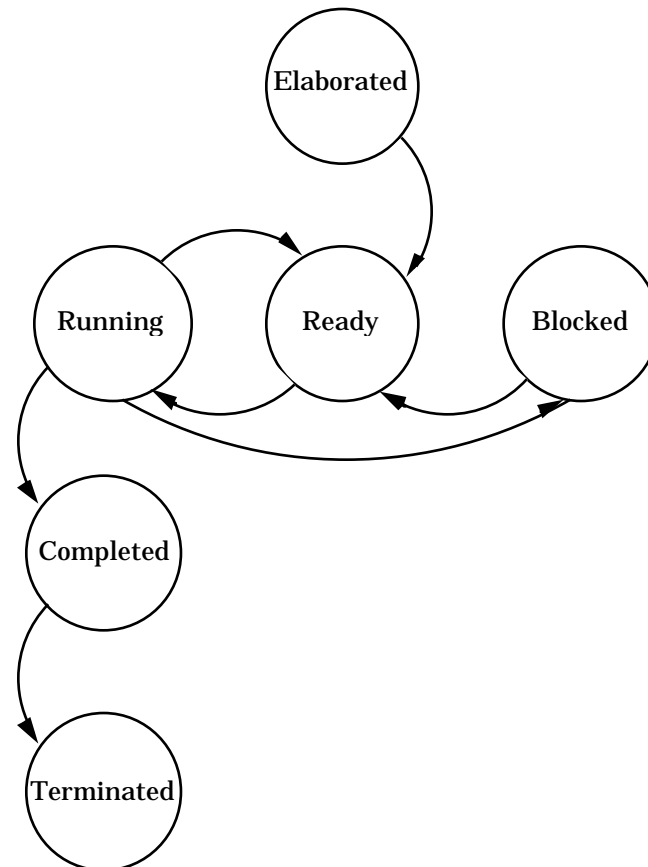 Elaborated
Running
Ready
Blocked
Completed
Terminated